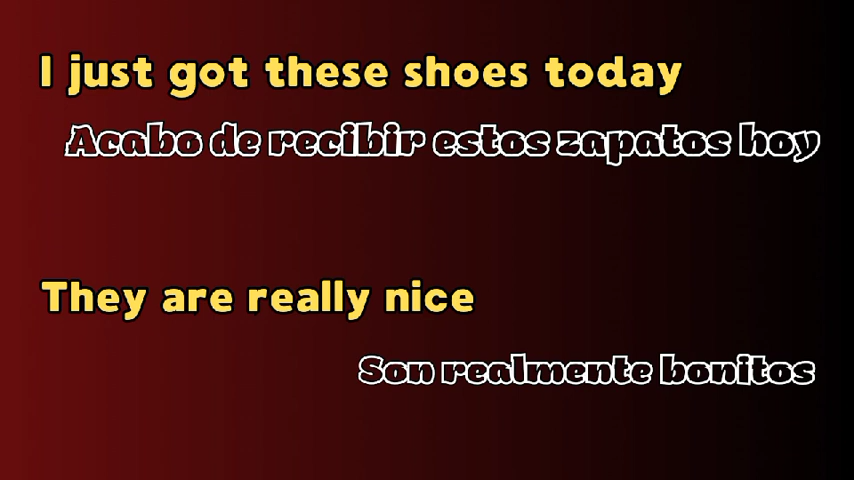 I just got these shoes today
Acabo de recibir estos zapatos hoy
They are really nice
Son realmente bonitos